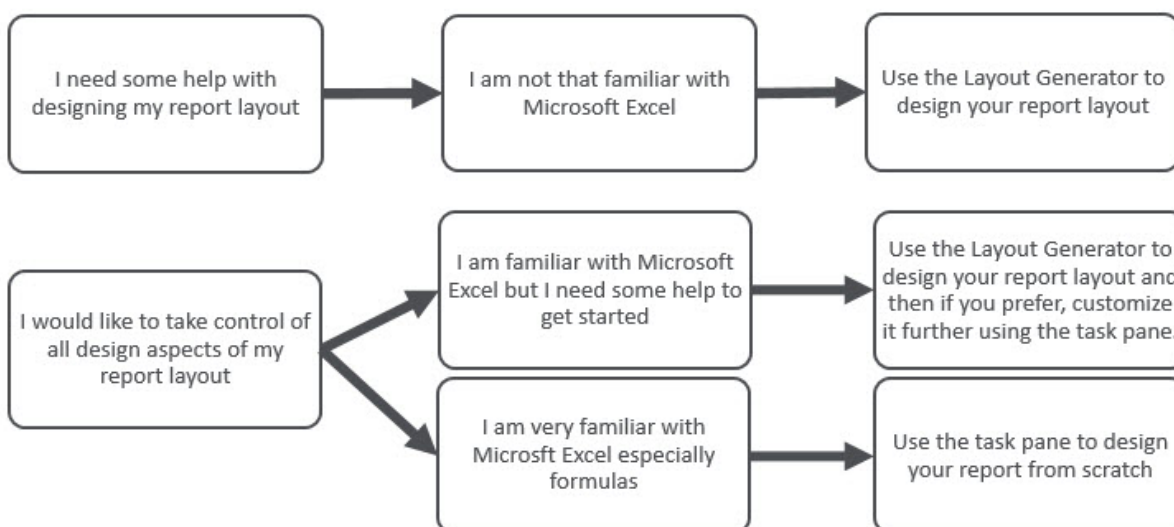 I need some help with
designing my report layout
I am not that familiar with
Microsoft Excel
Use the Layout Generator to
design your report layout
I would like to take control of
all design aspects of my
report layout
I am familiar with Microsoft
Excel but I need some help to
get started
Use the Layout Generator to
design your report layout and
then if you prefer, customize
it further using the task pane.
I am very familiar with
Microsft Excel especially
formulas
Use the task pane to design
your report from scratch